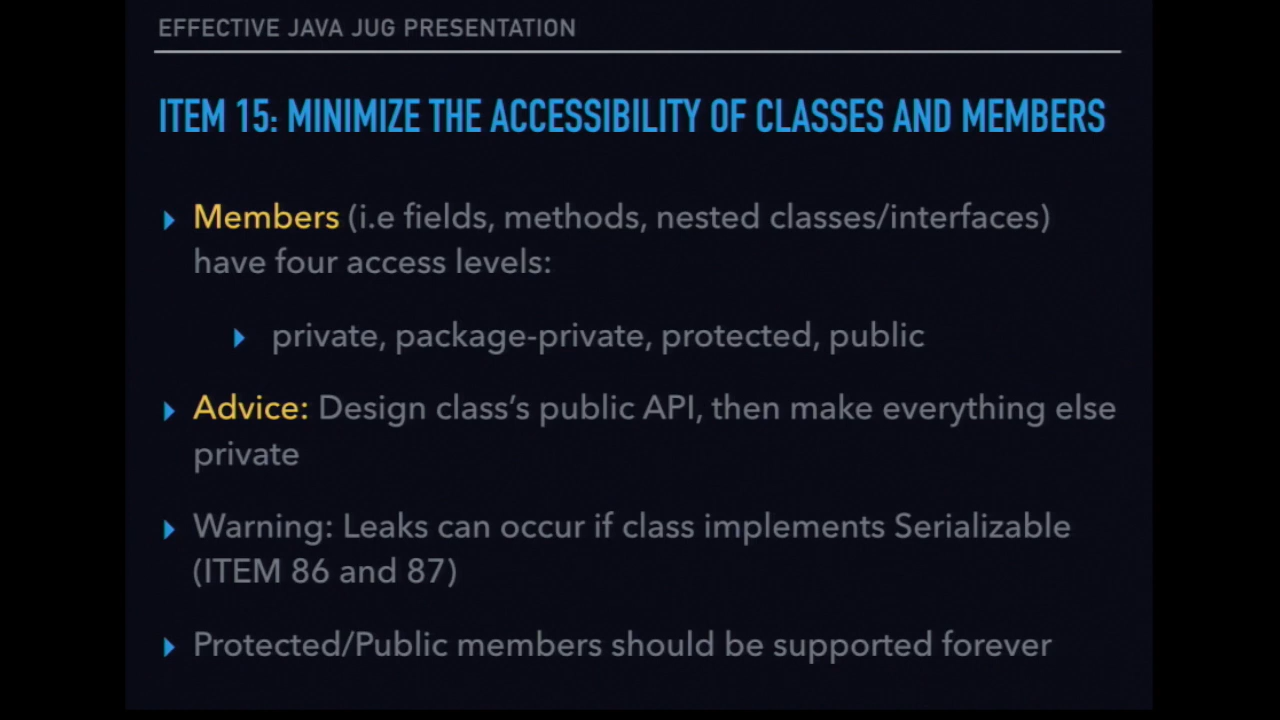 EFFECTIVE JAVA JUG PRESENTATION
ITEM 15: MINIMIZE THE ACCESSIBILITY OF CLASSES AND MEMBERS
Members (i.e fields, methods, nested classes/interfaces)
have four access levels:
private, package-private, protected, public
Advice: Design class's public API, then make everything else
private
Warning: Leaks can occur if class implements Serializable
(ITEM 86 and 87)
Protected/Public members should be supported forever